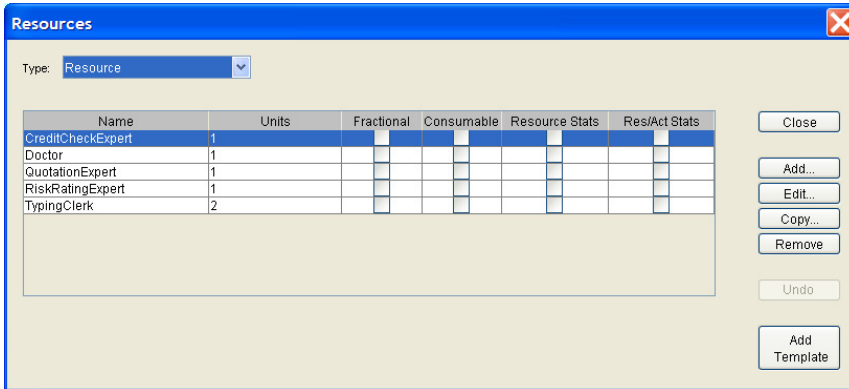 Resources
Type: Resource
Name Units Fractional Consumable Resource Stats Res/Act Stats
CreditCheckExpert 1
Doctor 1
QuotationExpert 1
RiskRatingExpert 1
TypingClerk 2
Close
Add...
Edit...
Copy...
Remove
Undo
Add
Template